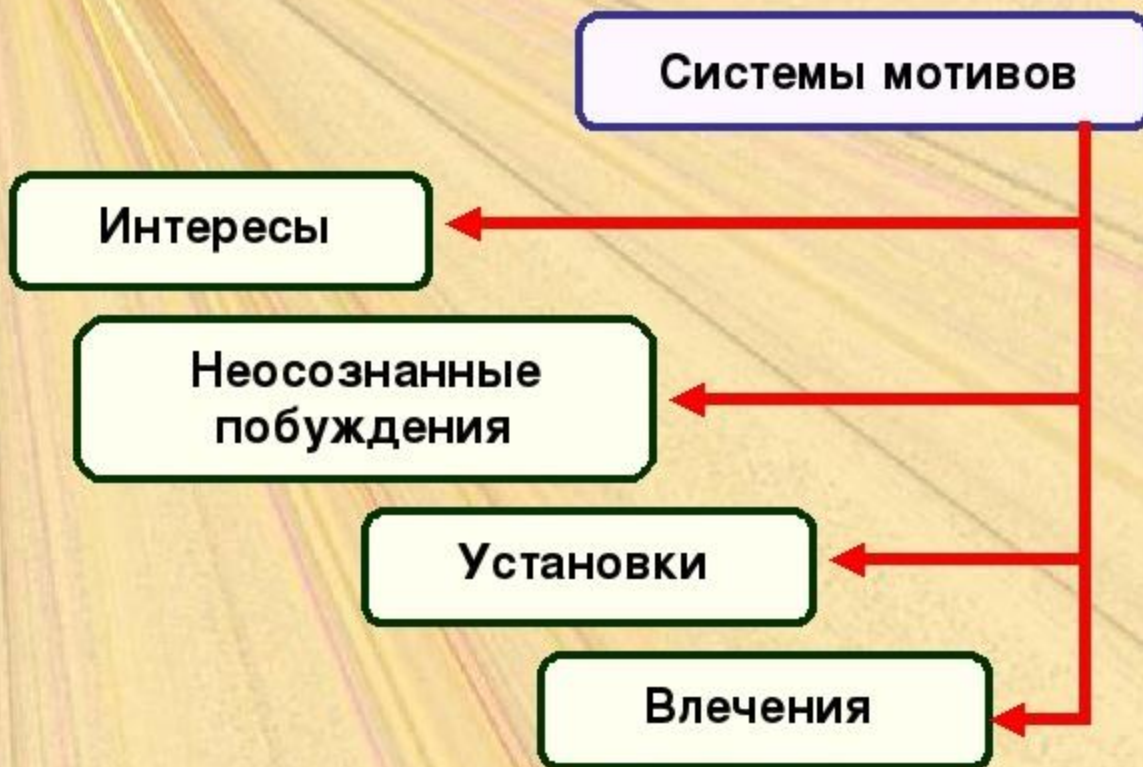 Системы мотивов
Интересы
Неосознанные
побуждения
Установки
Влечения